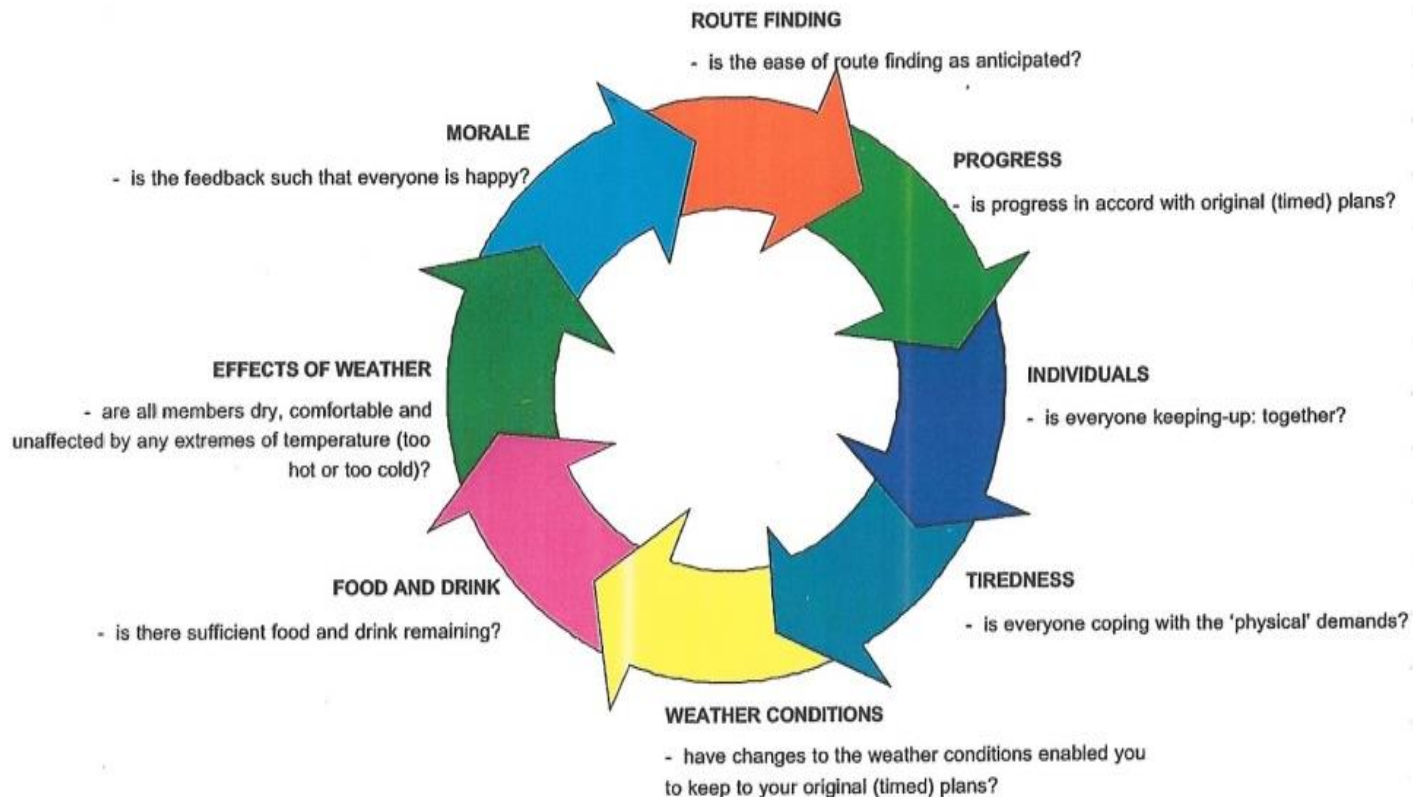 ROUTE FINDING
- is the ease of route finding as anticipated?
PROGRESS
- is progress in accord with original (timed) plans?
INDIVIDUALS
- is everyone keeping-up: together?
TIREDNESS
- is everyone coping with the 'physical' demands?
WEATHER CONDITIONS
- have changes to the weather conditions enabled you
to keep to your original (timed) plans?
FOOD AND DRINK
- is there sufficient food and drink remaining?
EFFECTS OF WEATHER
- are all members dry, comfortable and
unaffected by any extremes of temperature (too
hot or too cold)?
MORALE
- is the feedback such that everyone is happy?